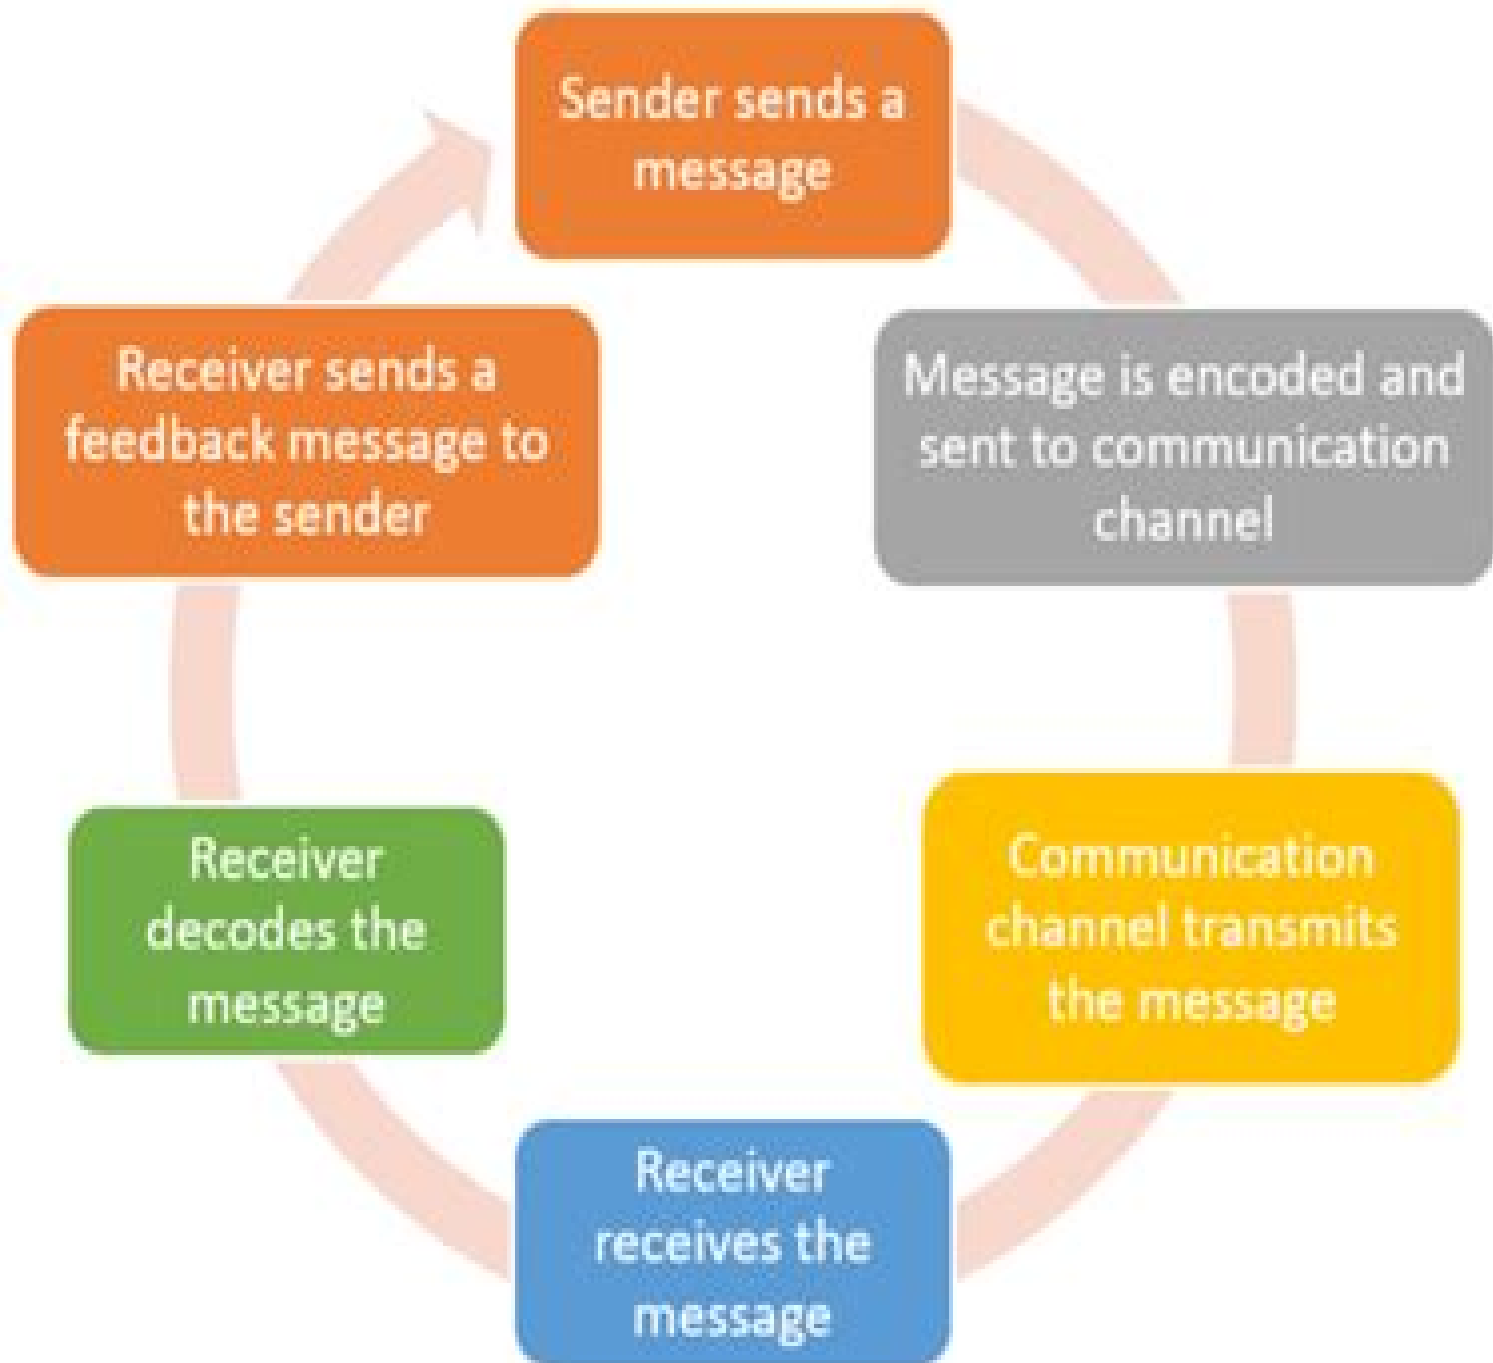 Sender sends a
message
Message is encoded and
sent to communication
channel
Communication
channel transmits
the message
Receiver
receives the
message
Receiver
decodes the
message
Receiver sends a
feedback message to
the sender